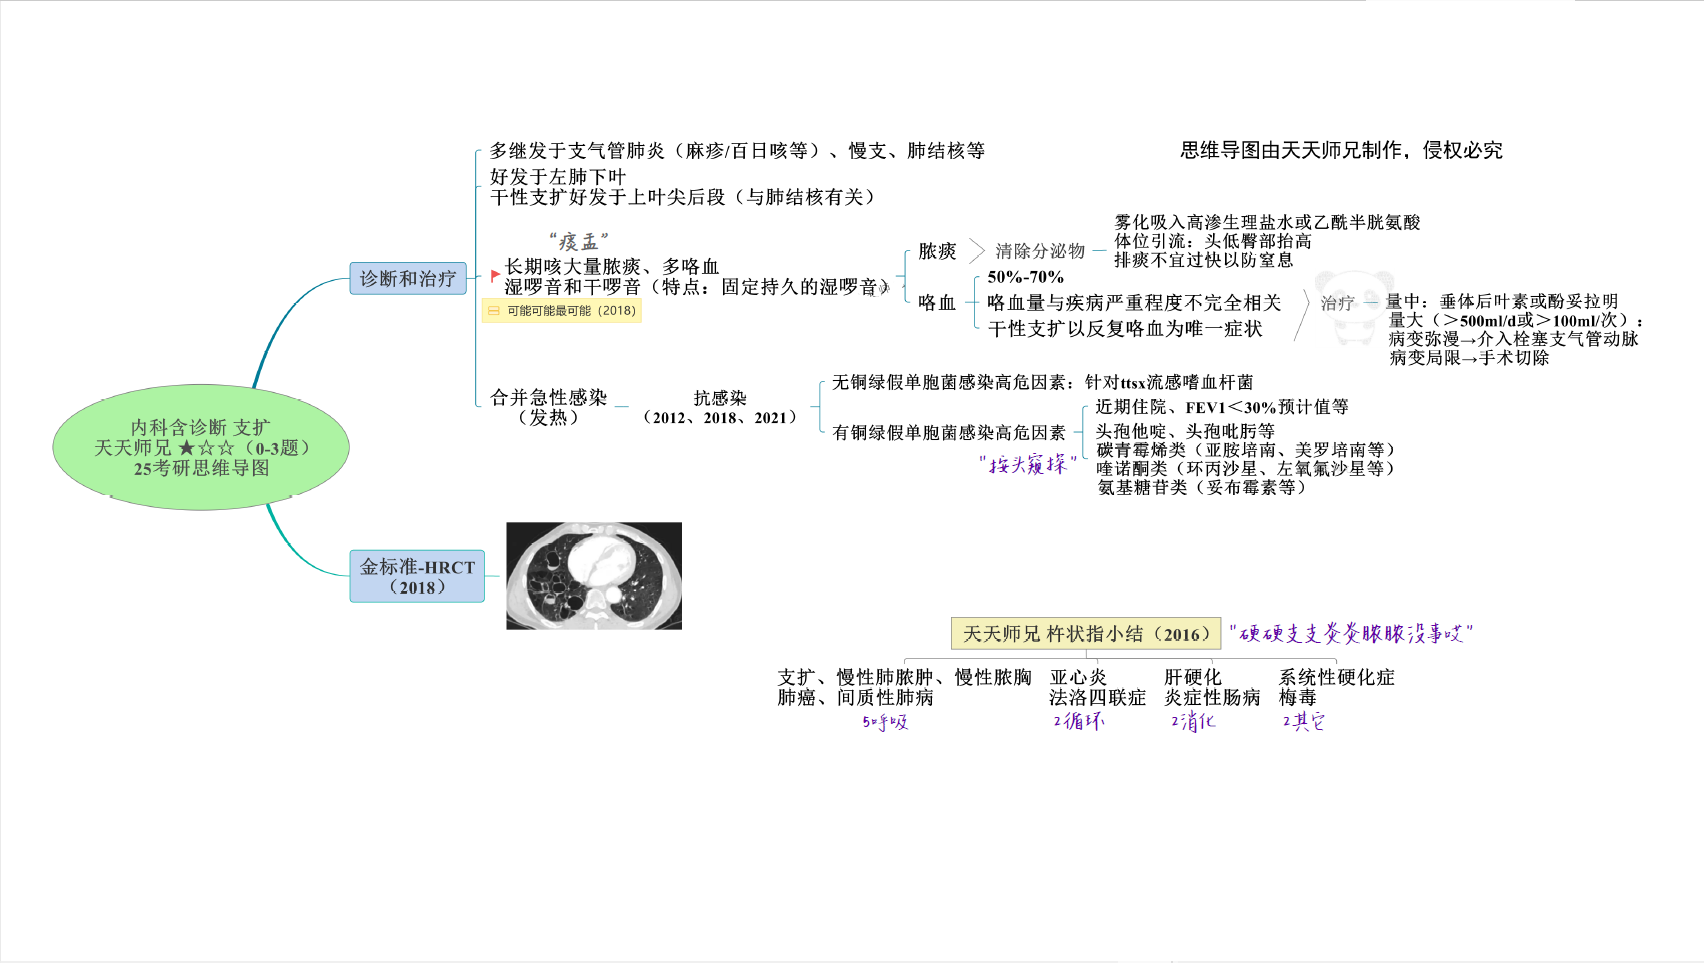 思维导图由天天师兄制作，侵权必究
内科含诊断 支扩
天天师兄 ★☆☆（0-3题）
25考研思维导图
诊断和治疗
多继发于支气管肺炎（麻疹/百日咳等）、慢支、肺结核等
好发于左肺下叶
干性支扩好发于上叶尖后段（与肺结核有关）
“痰盂”
长期咳大量脓痰、多咯血
湿啰音和干啰音（特点：固定持久的湿啰音）
可能可能最可能（2018）
脓痰
清除分泌物
雾化吸入高渗生理盐水或乙酰半胱氨酸
体位引流：头低臀部抬高
排痰不宜过快以防窒息
咯血
50%-70%
咯血量与疾病严重程度不完全相关
干性支扩以反复咯血为唯一症状
治疗
量中：垂体后叶素或酚妥拉明
量大（＞500ml/d或＞100ml/次）：
病变弥漫→介入栓塞支气管动脉
病变局限→手术切除
合并急性感染
（发热）
抗感染
（2012、2018、2021）
无铜绿假单胞菌感染高危因素：针对ttsx流感嗜血杆菌
有铜绿假单胞菌感染高危因素
"按头窥探"
近期住院、FEV1＜30%预计值等
头孢他啶、头孢吡肟等
碳青霉烯类（亚胺培南、美罗培南等）
喹诺酮类（环丙沙星、左氧氟沙星等）
氨基糖苷类（妥布霉素等）
金标准-HRCT
（2018）
天天师兄 杵状指小结（2016）
"硬硬支支炎炎脓脓没事哎"
支扩、慢性肺脓肿、慢性脓胸
肺癌、间质性肺病
5呼吸
亚心炎
法洛四联症
2循环
肝硬化
炎症性肠病
2消化
系统性硬化症
梅毒
2其它